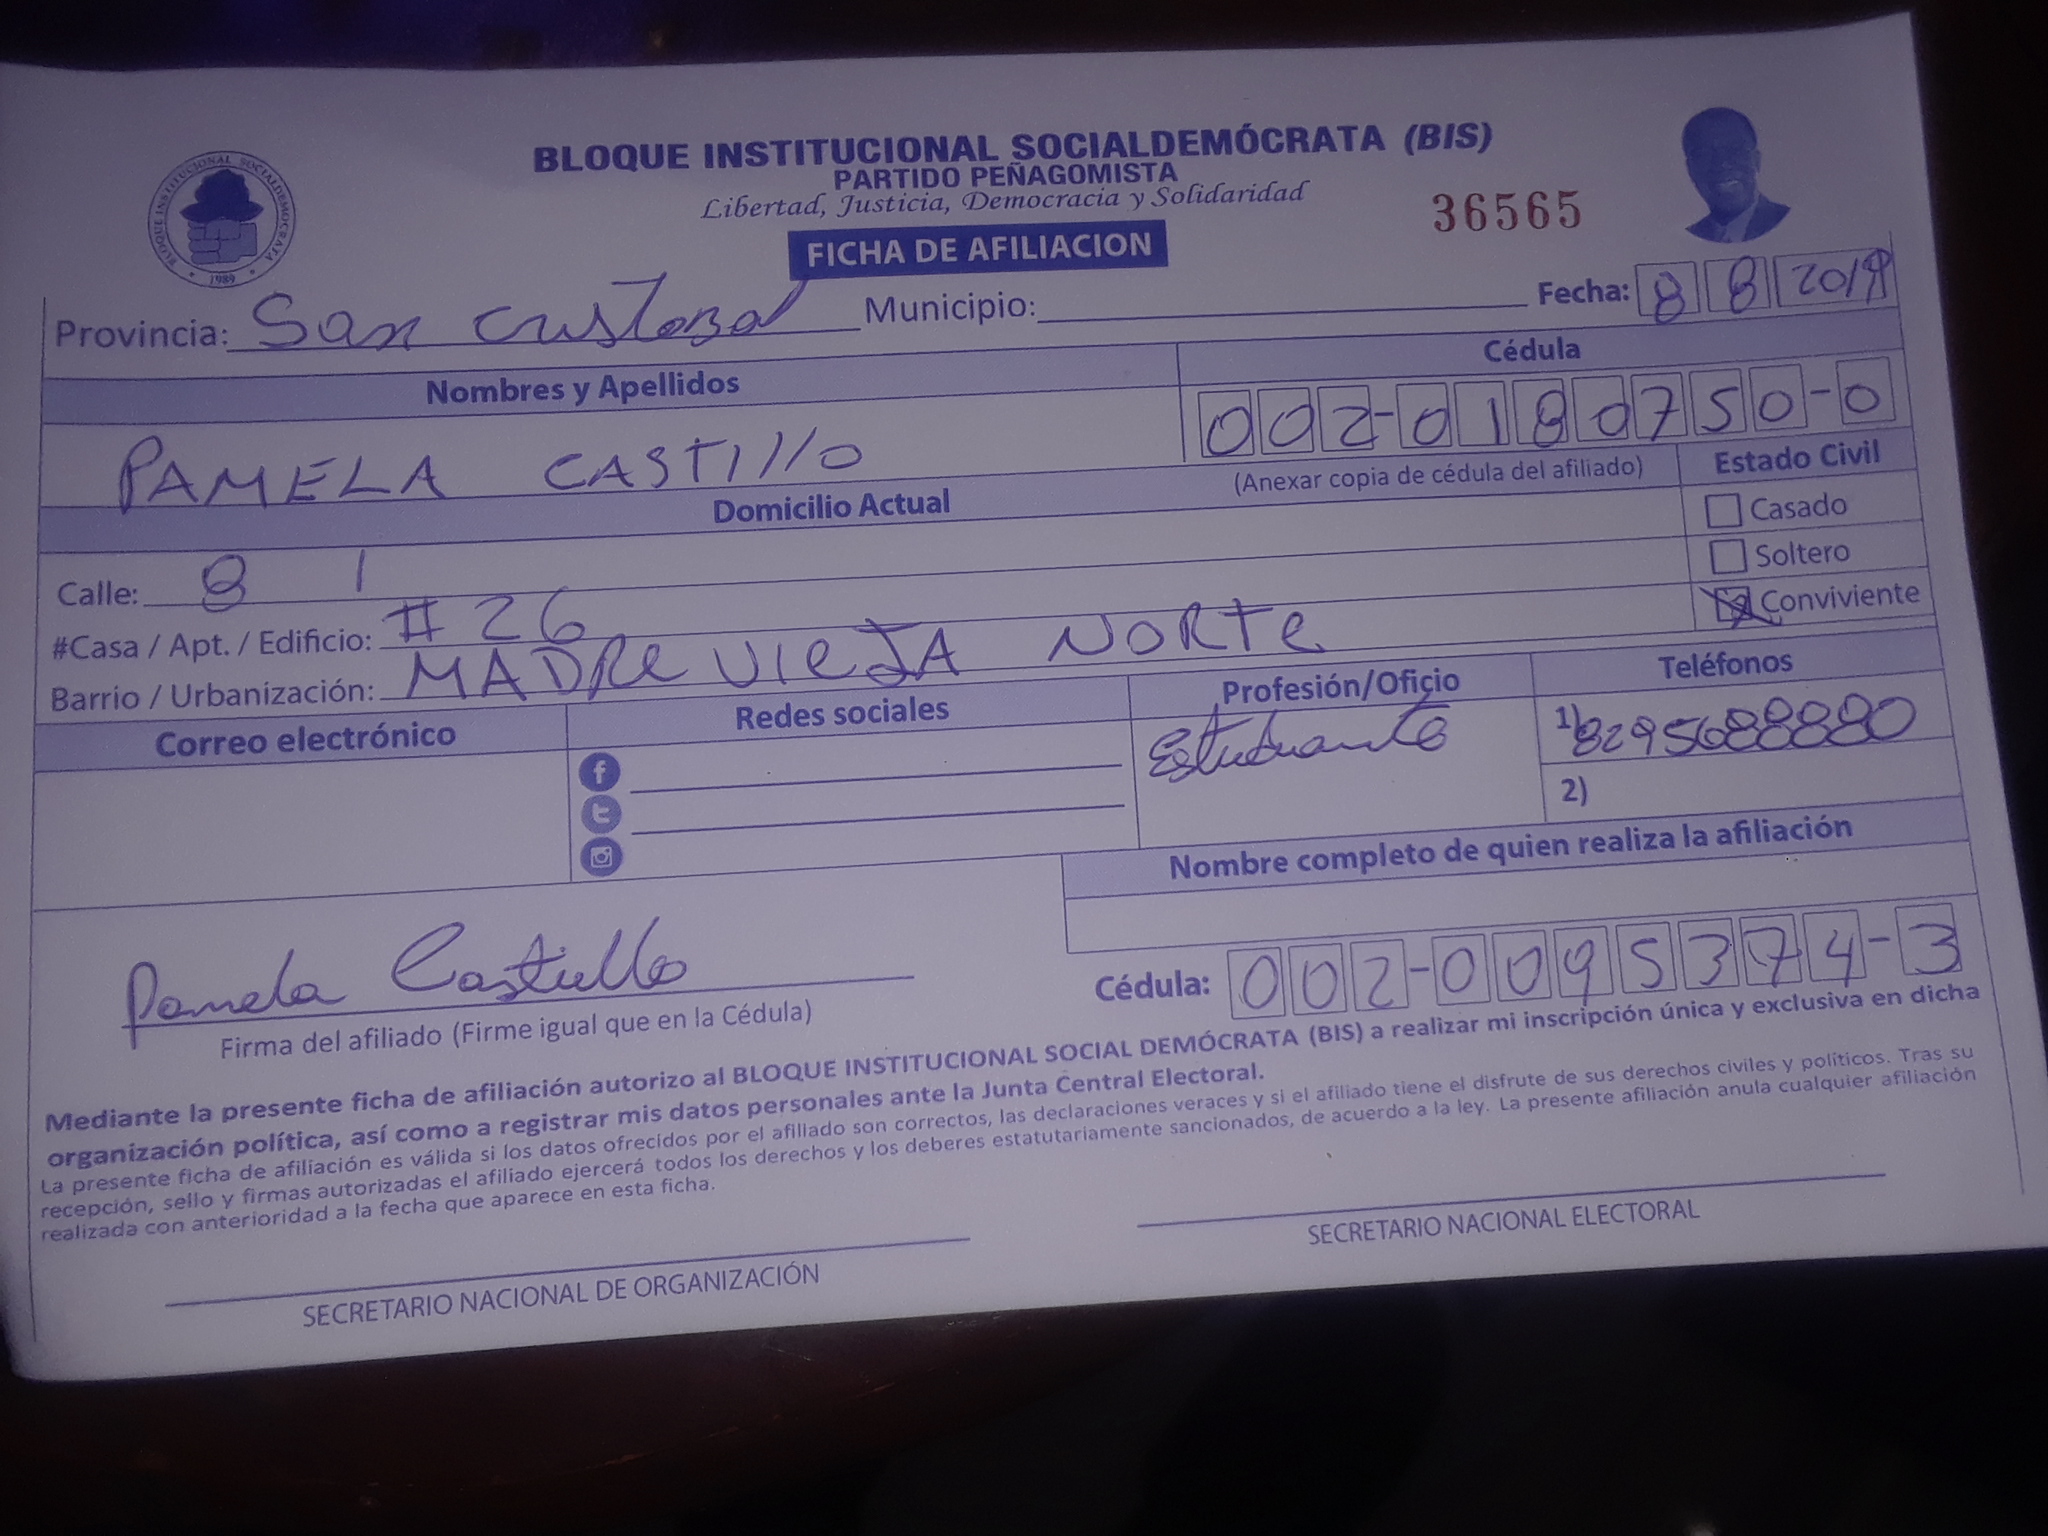 BLOQUE INSTITUCIONAL SOCIALDEMÓCRATA (BIS)
PARTIDO PEÑAGOMISTA
Libertad, Justicia, Democracia y Solidaridad
36565
BLOQUE INSTITUCIONAL SOCIALDEMOCRATA
1989
FICHA DE AFILIACION
Provincia: San Cristobal Municipio: Fecha: 8 8 2019
Nombres y Apellidos Cédula
PAMELA CASTIllO 002-0180750-0
(Anexar copia de cédula del afiliado) Estado Civil
Domicilio Actual
Casado
Calle: 8 1
Soltero
#Casa / Apt. / Edificio: # 26
Conviviente
Barrio / Urbanización: MADRe VIeJA NORTe
Correo electrónico Redes sociales Profesión/Oficio Teléfonos
Estudiante 1) 8295688880
2)
Nombre completo de quien realiza la afiliación
Pamela Castillo
Cédula: 002-0095374-3
Firma del afiliado (Firme igual que en la Cédula)
Mediante la presente ficha de afiliación autorizo al BLOQUE INSTITUCIONAL SOCIAL DEMÓCRATA (BIS) a realizar mi inscripción única y exclusiva en dicha
organización política, así como a registrar mis datos personales ante la Junta Central Electoral.
La presente ficha de afiliación es válida si los datos ofrecidos por el afiliado son correctos, las declaraciones veraces y si el afiliado tiene el disfrute de sus derechos civiles y políticos. Tras su
recepción, sello y firmas autorizadas el afiliado ejercerá todos los derechos y los deberes estatutariamente sancionados, de acuerdo a la ley. La presente afiliación anula cualquier afiliación
realizada con anterioridad a la fecha que aparece en esta ficha.
SECRETARIO NACIONAL DE ORGANIZACIÓN
SECRETARIO NACIONAL ELECTORAL